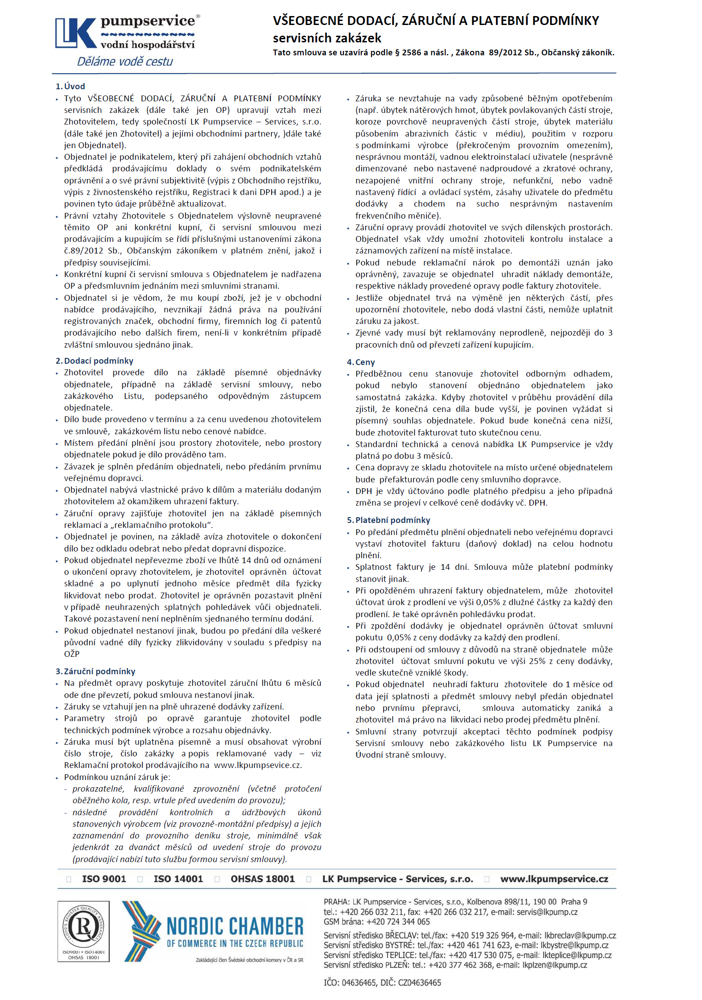 LK pumpservice®
vodní hospodářství
Děláme vodě cestu
VŠEOBECNÉ DODACÍ, ZÁRUČNÍ A PLATEBNÍ PODMÍNKY
servisních zakázek
Tato smlouva se uzavírá podle § 2586 a násl. , Zákona 89/2012 Sb., Občanský zákoník.
1. Úvod
• Tyto VŠEOBECNÉ DODACÍ, ZÁRUČNÍ A PLATEBNÍ PODMÍNKY
servisních zakázek (dále také jen OP) upravují vztah mezi
Zhotovitelem, tedy společností LK Pumpservice – Services, s.r.o.
(dále také jen Zhotovitel) a jejími obchodními partnery, )dále také
jen Objednatel).
• Objednatel je podnikatelem, který při zahájení obchodních vztahů
předkládá prodávajícímu doklady o svém podnikatelském
oprávnění a o své právní subjektivitě (výpis z Obchodního rejstříku,
výpis z živnostenského rejstříku, Registraci k dani DPH apod.) a je
povinen tyto údaje průběžně aktualizovat.
• Právní vztahy Zhotovitele s Objednatelem výslovně neupravené
těmito OP ani konkrétní kupní, či servisní smlouvou mezi
prodávajícím a kupujícím se řídí příslušnými ustanoveními zákona
č.89/2012 Sb., Občanským zákoníkem v platném znění, jakož i
předpisy souvisejícími.
• Konkrétní kupní či servisní smlouva s Objednatelem je nadřazena
OP a předsmluvním jednáním mezi smluvními stranami.
• Objednatel si je vědom, že mu koupí zboží, jež je v obchodní
nabídce prodávajícího, nevznikají žádná práva na používání
registrovaných značek, obchodní firmy, firemních log či patentů
prodávajícího nebo dalších firem, není-li v konkrétním případě
zvláštní smlouvou sjednáno jinak.
2. Dodací podmínky
• Zhotovitel provede dílo na základě písemné objednávky
objednatele, případně na základě servisní smlouvy, nebo
zakázkového Listu, podepsaného odpovědným zástupcem
objednatele.
• Dílo bude provedeno v termínu a za cenu uvedenou zhotovitelem
ve smlouvě, zakázkovém listu nebo cenové nabídce.
• Místem předání plnění jsou prostory zhotovitele, nebo prostory
objednatele pokud je dílo prováděno tam.
• Závazek je splněn předáním objednateli, nebo předáním prvnímu
veřejnému dopravci.
• Objednatel nabývá vlastnické právo k dílům a materiálu dodaným
zhotovitelem až okamžikem uhrazení faktury.
• Záruční opravy zajišťuje zhotovitel jen na základě písemných
reklamací a „reklamačního protokolu“.
• Objednatel je povinen, na základě avíza zhotovitele o dokončení
dílo bez odkladu odebrat nebo předat dopravní dispozice.
• Pokud objednatel nepřevezme zboží ve lhůtě 14 dnů od oznámení
o ukončení opravy zhotovitelem, je zhotovitel oprávněn účtovat
skladné a po uplynutí jednoho měsíce předmět díla fyzicky
likvidovat nebo prodat. Zhotovitel je oprávněn pozastavit plnění
v případě neuhrazených splatných pohledávek vůči objednateli.
Takové pozastavení není neplněním sjednaného termínu dodání.
• Pokud objednatel nestanoví jinak, budou po předání díla veškeré
původní vadné díly fyzicky zlikvidovány v souladu s předpisy na
OŽP
3. Záruční podmínky
• Na předmět opravy poskytuje zhotovitel záruční lhůtu 6 měsíců
ode dne převzetí, pokud smlouva nestanoví jinak.
• Záruky se vztahují jen na plně uhrazené dodávky zařízení.
• Parametry strojů po opravě garantuje zhotovitel podle
technických podmínek výrobce a rozsahu objednávky.
• Záruka musí být uplatněna písemně a musí obsahovat výrobní
číslo stroje, číslo zakázky a popis reklamované vady – viz
Reklamační protokol prodávajícího na www.lkpumpsevice.cz.
• Podmínkou uznání záruk je:
- prokazatelné, kvalifikované zprovoznění (včetně protočení
oběžného kola, resp. vrtule před uvedením do provozu);
- následné provádění kontrolních a údržbových úkonů
stanovených výrobcem (viz provozně-montážní předpisy) a jejich
zaznamenání do provozního deníku stroje, minimálně však
jedenkrát za dvanáct měsíců od uvedení stroje do provozu
(prodávající nabízí tuto službu formou servisní smlouvy).
• Záruka se nevztahuje na vady způsobené běžným opotřebením
(např. úbytek nátěrových hmot, úbytek povlakovaných částí stroje,
koroze povrchově neupravených částí stroje, úbytek materiálu
působením abrazivních částic v médiu), použitím v rozporu
s podmínkami výrobce (překročeným provozním omezením),
nesprávnou montáží, vadnou elektroinstalací uživatele (nesprávně
dimenzované nebo nastavené nadproudové a zkratové ochrany,
nezapojené vnitřní ochrany stroje, nefunkční, nebo vadně
nastavený řídící a ovládací systém, zásahy uživatele do předmětu
dodávky a chodem na sucho nesprávným nastavením
frekvenčního měniče).
• Záruční opravy provádí zhotovitel ve svých dílenských prostorách.
Objednatel však vždy umožní zhotoviteli kontrolu instalace a
záznamových zařízení na místě instalace.
• Pokud nebude reklamační nárok po demontáži uznán jako
oprávněný, zavazuje se objednatel uhradit náklady demontáže,
respektive náklady provedené opravy podle faktury zhotovitele.
• Jestliže objednatel trvá na výměně jen některých částí, přes
upozornění zhotovitele, nebo dodá vlastní části, nemůže uplatnit
záruku za jakost.
• Zjevné vady musí být reklamovány neprodleně, nejpozději do 3
pracovních dnů od převzetí zařízení kupujícím.
4. Ceny
• Předběžnou cenu stanovuje zhotovitel odborným odhadem,
pokud nebylo stanovení objednáno objednatelem jako
samostatná zakázka. Kdyby zhotovitel v průběhu provádění díla
zjistil, že konečná cena díla bude vyšší, je povinen vyžádat si
písemný souhlas objednatele. Pokud bude konečná cena nižší,
bude zhotovitel fakturovat tuto skutečnou cenu.
• Standardní technická a cenová nabídka LK Pumpservice je vždy
platná po dobu 3 měsíců.
• Cena dopravy ze skladu zhotovitele na místo určené objednatelem
bude přefakturován podle ceny smluvního dopravce.
• DPH je vždy účtováno podle platného předpisu a jeho případná
změna se projeví v celkové ceně dodávky vč. DPH.
5. Platební podmínky
• Po předání předmětu plnění objednateli nebo veřejnému dopravci
vystaví zhotovitel fakturu (daňový doklad) na celou hodnotu
plnění.
• Splatnost faktury je 14 dní. Smlouva může platební podmínky
stanovit jinak.
• Při opožděném uhrazení faktury objednatelem, může zhotovitel
účtovat úrok z prodlení ve výši 0,05% z dlužné částky za každý den
prodlení. Je také oprávněn pohledávku prodat.
• Při zpoždění dodávky je objednatel oprávněn účtovat smluvní
pokutu 0,05% z ceny dodávky za každý den prodlení.
• Při odstoupení od smlouvy z důvodů na straně objednatele může
zhotovitel účtovat smluvní pokutu ve výši 25% z ceny dodávky,
vedle skutečně vzniklé škody.
• Pokud objednatel neuhradí fakturu zhotovitele do 1 měsíce od
data její splatnosti a předmět smlouvy nebyl předán objednatel
nebo prvnímu přepravci, smlouva automaticky zaniká a
zhotovitel má právo na likvidaci nebo prodej předmětu plnění.
• Smluvní strany potvrzují akceptaci těchto podmínek podpisy
Servisní smlouvy nebo zakázkového listu LK Pumpservice na
Úvodní straně smlouvy.
ISO 9001 ISO 14001 OHSAS 18001 LK Pumpservice - Services, s.r.o. www.lkpumpservice.cz
LLOYD'S REGISTER QUALITY ASSURANCE
LRQA
ISO9001 • ISO14001
OHSAS 18001
NORDIC CHAMBER
OF COMMERCE IN THE CZECH REPUBLIC
Zakládající člen Švédské obchodní komory v ČR a SR
PRAHA: LK Pumpservice - Services, s.r.o., Kolbenova 898/11, 190 00 Praha 9
tel.: +420 266 032 211, fax: +420 266 032 217, e-mail: servis@lkpump.cz
GSM brána: +420 724 344 065
Servisní středisko BŘECLAV: tel./fax: +420 519 326 964, e-mail: lkbreclav@lkpump.cz
Servisní středisko BYSTRÉ: tel./fax: +420 461 741 623, e-mail: lkbystre@lkpump.cz
Servisní středisko TEPLICE: tel./fax: +420 417 530 075, e-mail: lkteplice@lkpump.cz
Servisní středisko PLZEŇ: tel.: +420 377 462 368, e-mail: lkplzen@lkpump.cz
IČO: 04636465, DIČ: CZ04636465